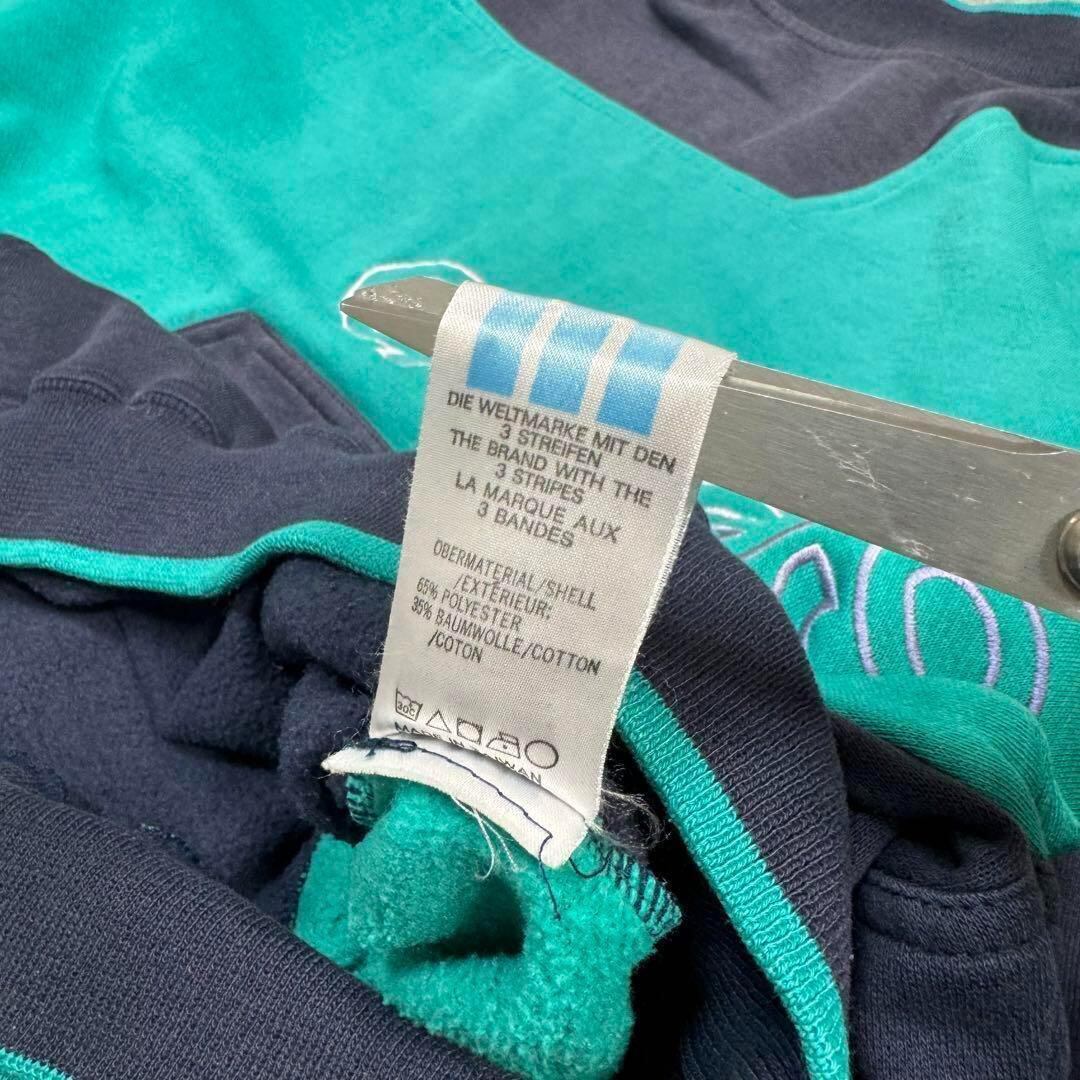 DIE WELTMARKE MIT DEN
3 STREIFEN
THE BRAND WITH THE
3 STRIPES
LA MARQUE AUX
3 BANDES
OBERMATERIAL/SHELL
/EXTÉRIEUR:
65% POLYESTER
35% BAUMWOLLE/COTTON
/COTON
30C